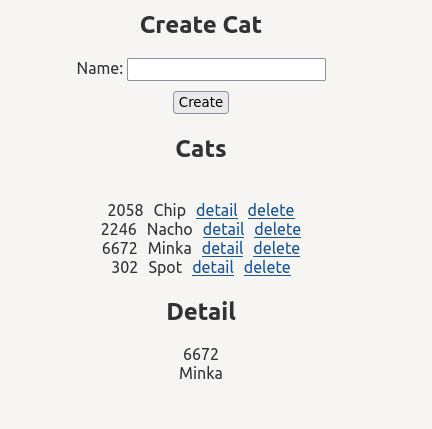 Create Cat
Name:
Create
Cats
2058 Chip detail delete
2246 Nacho detail delete
6672 Minka detail delete
302 Spot detail delete
Detail
6672
Minka